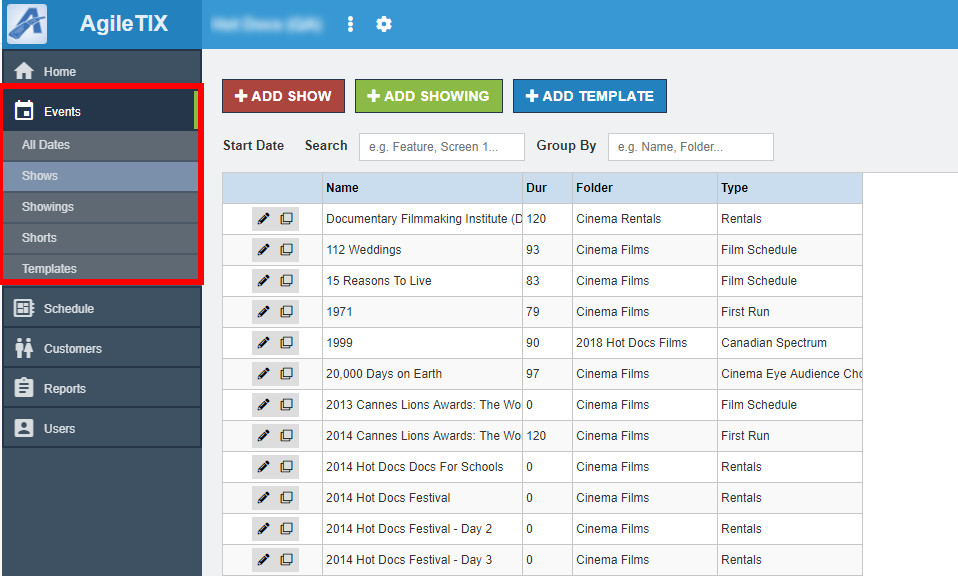 AgileTIX
Home
Events
All Dates
Shows
Showings
Shorts
Templates
Schedule
Customers
Reports
Users
ADD SHOW ADD SHOWING ADD TEMPLATE
Start Date Search e.g. Feature, Screen 1... Group By e.g. Name, Folder...
Name Dur Folder Type
Documentary Filmmaking Institute (D 120 Cinema Rentals Rentals
112 Weddings 93 Cinema Films Film Schedule
15 Reasons To Live 83 Cinema Films Film Schedule
1971 79 Cinema Films First Run
1999 90 2018 Hot Docs Films Canadian Spectrum
20,000 Days on Earth 97 Cinema Films Cinema Eye Audience Cho
2013 Cannes Lions Awards: The Wo 0 Cinema Films Film Schedule
2014 Cannes Lions Awards: The Wo 120 Cinema Films First Run
2014 Hot Docs Docs For Schools 0 Cinema Films Rentals
2014 Hot Docs Festival 0 Cinema Films Rentals
2014 Hot Docs Festival - Day 2 0 Cinema Films Rentals
2014 Hot Docs Festival - Day 3 0 Cinema Films Rentals